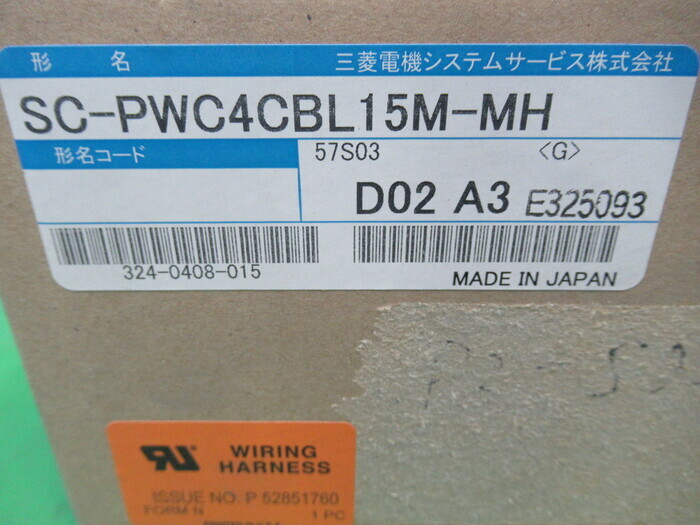 形 名 三菱電機システムサービス株式会社
SC-PWC4CBL15M-MH
形名コード 57S03 <G>
D02 A3 E325093
324-0408-015
MADE IN JAPAN
WIRING
HARNESS
ISSUE NO. P 52851760
FORM N 1 PC